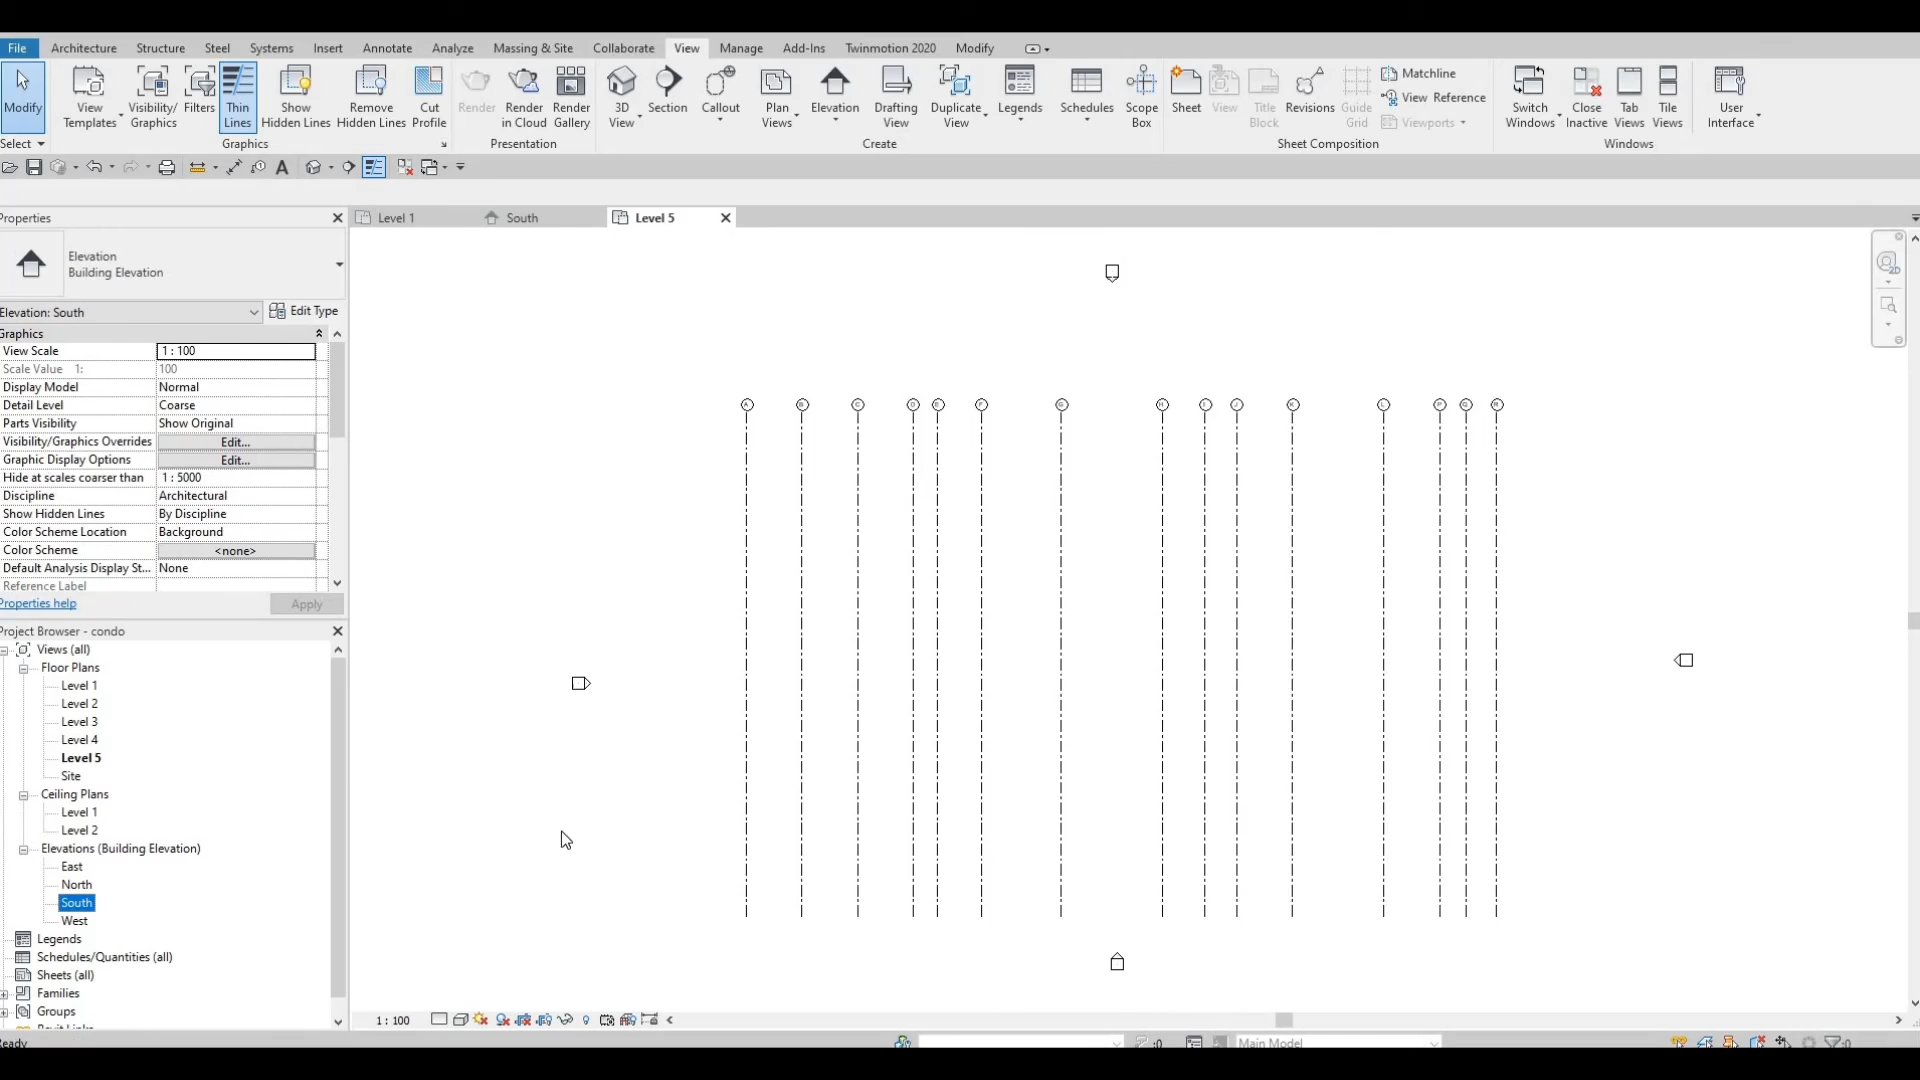 File Architecture Structure Steel Systems Insert Annotate Analyze Massing & Site Collaborate View Manage Add-Ins Twinmotion 2020 Modify
Modify
View Templates
Visibility/ Graphics
Filters
Thin Lines
Show Hidden Lines
Remove Hidden Lines
Cut Profile
Render
Render in Cloud
Render Gallery
3D View
Section
Callout
Plan Views
Elevation
Drafting View
Duplicate View
Legends
Schedules
Scope Box
Sheet
View
Title Block
Revisions
Guide Grid
Matchline
View Reference
Viewports
Switch Windows
Close Inactive
Tab Views
Tile Views
User Interface
Select Graphics Presentation Create Sheet Composition Windows
Properties
Level 1 South Level 5
Elevation
Building Elevation
Elevation: South Edit Type
Graphics
View Scale 1 : 100
Scale Value 1: 100
Display Model Normal
Detail Level Coarse
Parts Visibility Show Original
Visibility/Graphics Overrides Edit...
Graphic Display Options Edit...
Hide at scales coarser than 1 : 5000
Discipline Architectural
Show Hidden Lines By Discipline
Color Scheme Location Background
Color Scheme <none>
Default Analysis Display St... None
Reference Label
Properties help Apply
Project Browser - condo
Views (all)
Floor Plans
Level 1
Level 2
Level 3
Level 4
Level 5
Site
Ceiling Plans
Level 1
Level 2
Elevations (Building Elevation)
East
North
South
West
Legends
Schedules/Quantities (all)
Sheets (all)
Families
Groups
A B C D E F G H I J K L P Q R
2D
1 : 100
Ready :0 Main Model :0